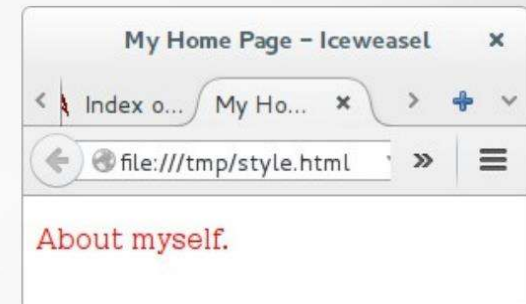 My Home Page – Iceweasel
Index o... My Ho...
file:///tmp/style.html
About myself.